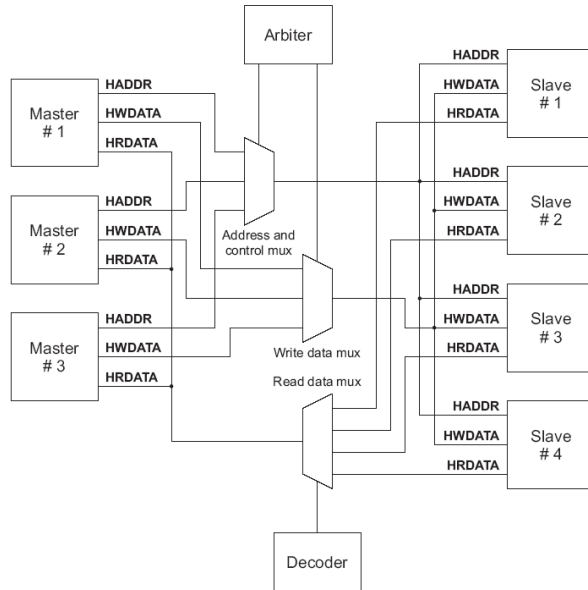 Arbiter
Master
# 1
HADDR
HWDATA
HRDATA
Master
# 2
HADDR
HWDATA
HRDATA
Master
# 3
HADDR
HWDATA
HRDATA
Address and
control mux
Write data mux
Read data mux
Decoder
HADDR
HWDATA
HRDATA
Slave
# 1
HADDR
HWDATA
HRDATA
Slave
# 2
HADDR
HWDATA
HRDATA
Slave
# 3
HADDR
HWDATA
HRDATA
Slave
# 4